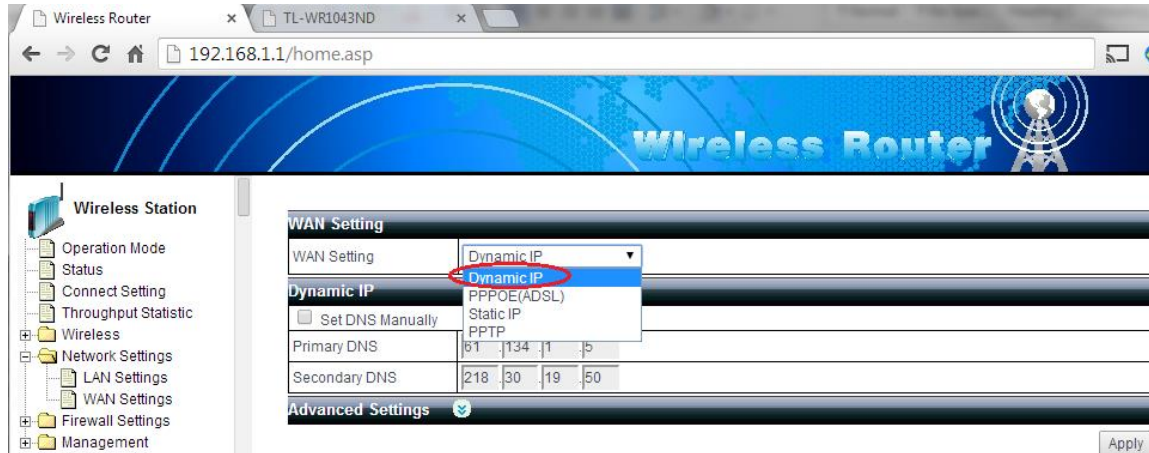 Wireless Router
TL-WR1043ND
192.168.1.1/home.asp
Wireless Router
Wireless Station
Operation Mode
Status
Connect Setting
Throughput Statistic
Wireless
Network Settings
LAN Settings
WAN Settings
Firewall Settings
Management
WAN Setting
WAN Setting Dynamic IP
Dynamic IP
PPPOE(ADSL)
Static IP
PPTP
Dynamic IP
Set DNS Manually
Primary DNS 61 .134 .1 .5
Secondary DNS 218 .30 .19 .50
Advanced Settings
Apply